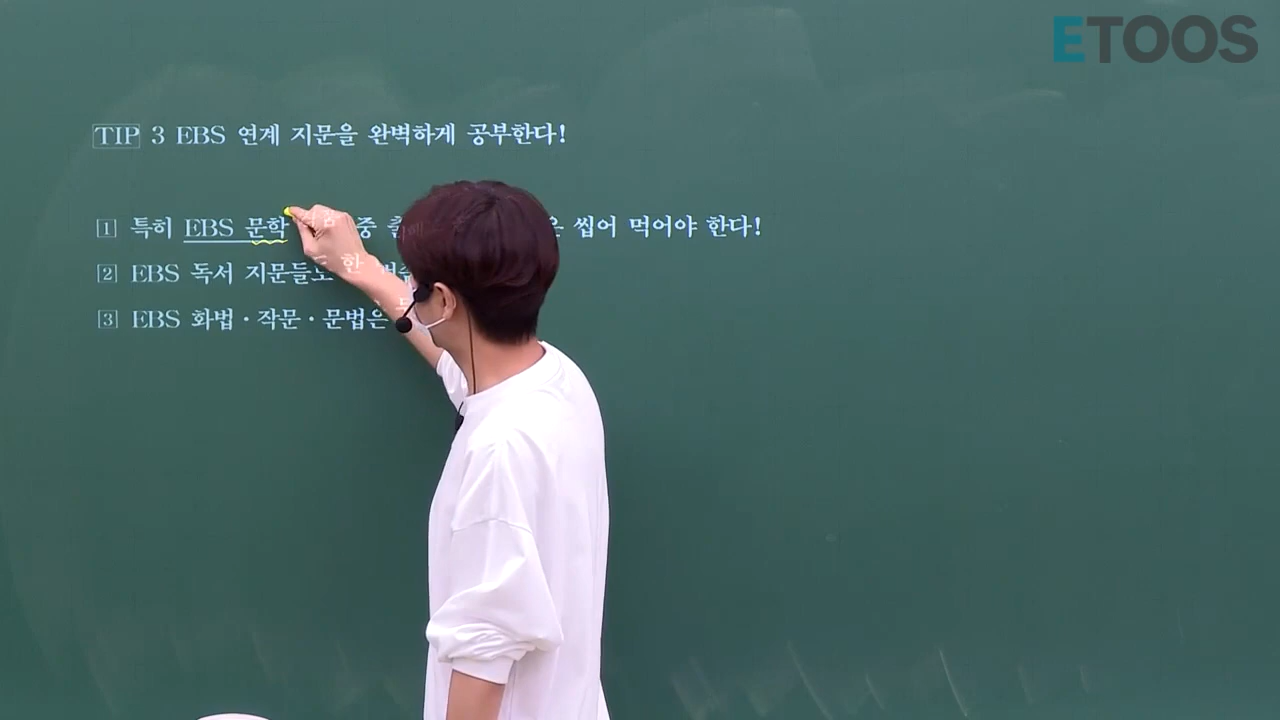 ETOOS
TIP 3 EBS 연계 지문을 완벽하게 공부한다!
1 특히 EBS 문학 중 씹어 먹어야 한다!
2 EBS 독서 지문들도 한
3 EBS 화법·작문·문법은